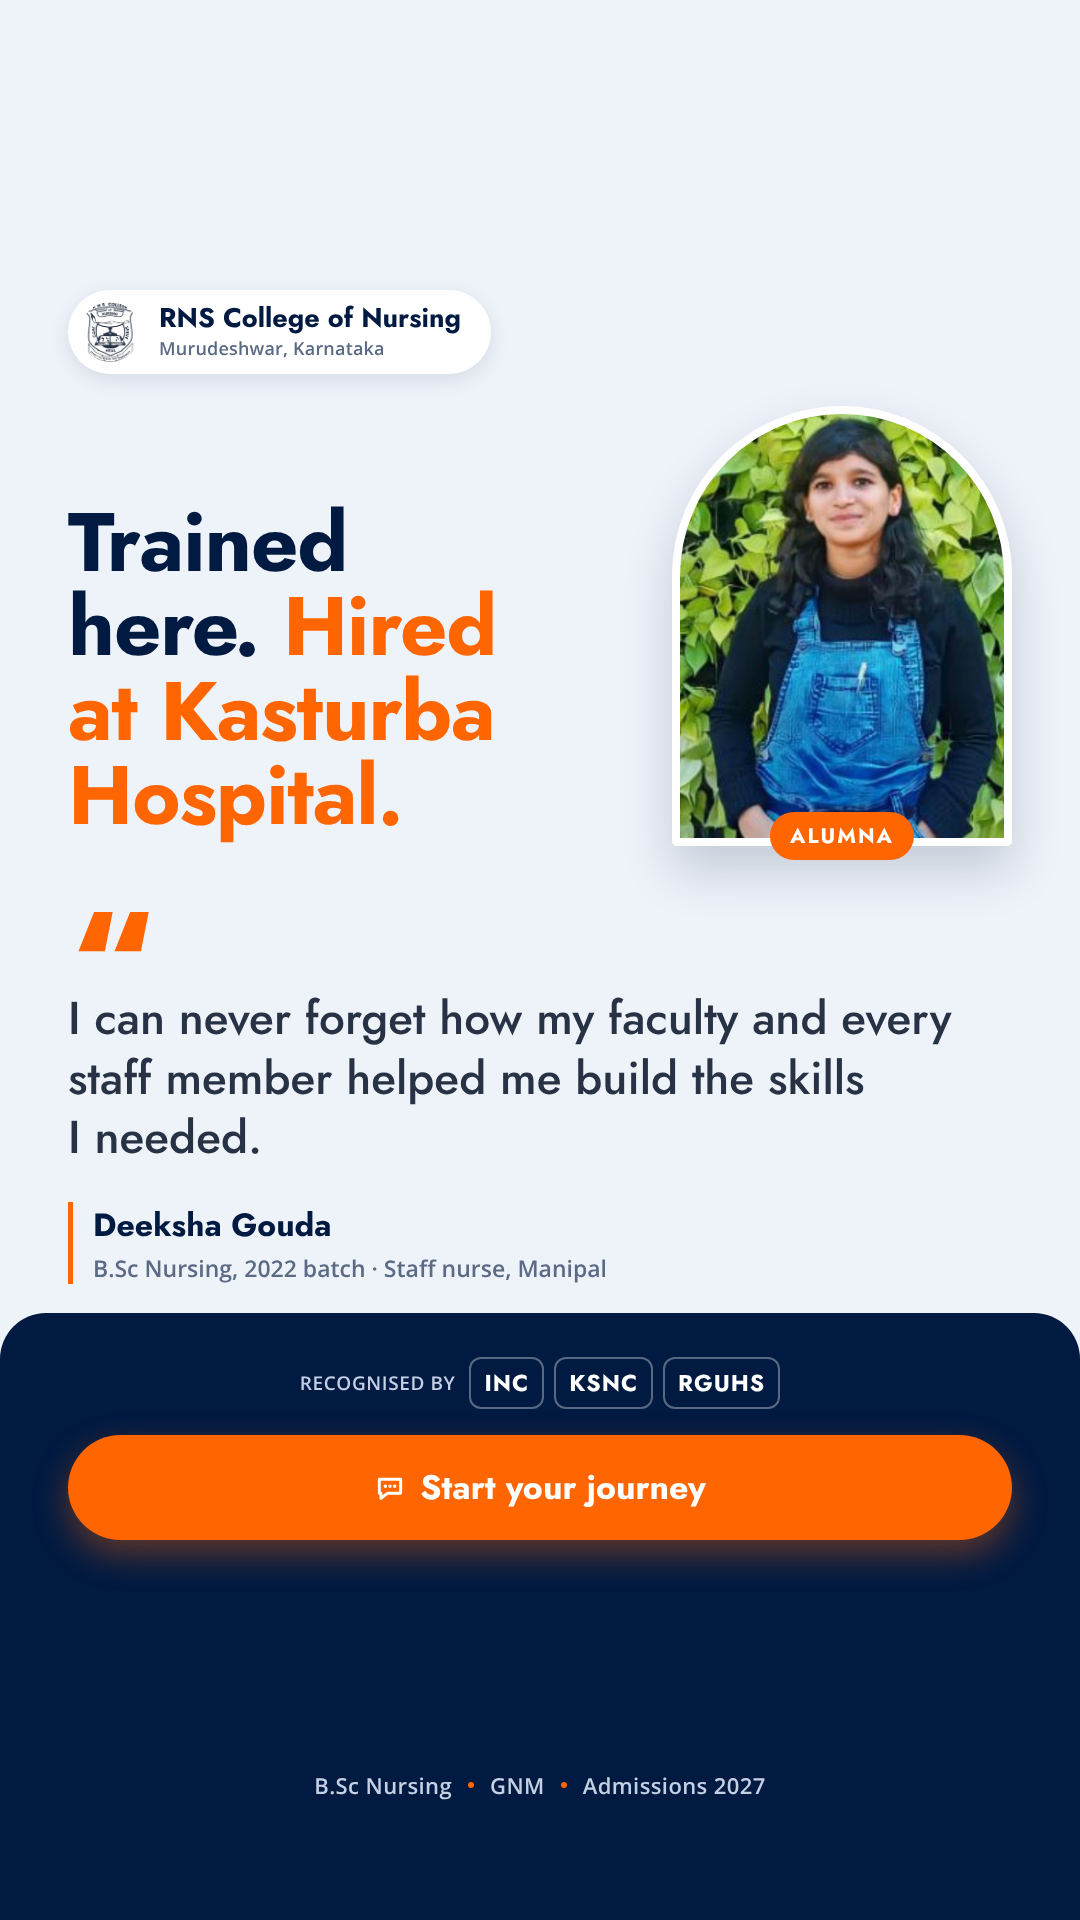 RNS College of Nursing
Murudeshwar, Karnataka
Trained
here. Hired
at Kasturba
Hospital.
ALUMNA
“
I can never forget how my faculty and every
staff member helped me build the skills
I needed.
Deeksha Gouda
B.Sc Nursing, 2022 batch · Staff nurse, Manipal
RECOGNISED BY INC KSNC RGUHS
Start your journey
B.Sc Nursing • GNM • Admissions 2027